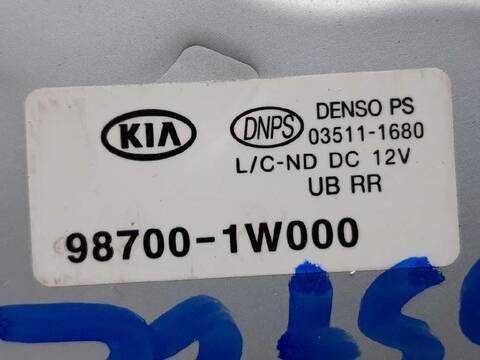 KIA
DNPS
DENSO PS
03511-1680
L/C-ND DC 12V
UB RR
98700-1W000